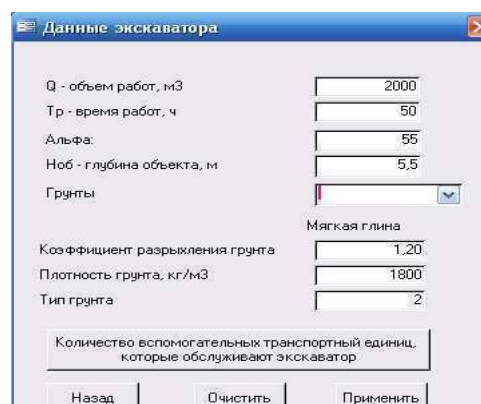 Данные экскаватора
Q - объем работ, м3 2000
Тр - время работ, ч 50
Альфа: 55
Ноб - глубина объекта, м 5,5
Грунты
Мягкая глина
Коэффициент разрыхления грунта 1,20
Плотность грунта, кг/м3 1800
Тип грунта 2
Количество вспомогательных транспортный единиц,
которые обслуживают экскаватор
Назад Очистить Применить